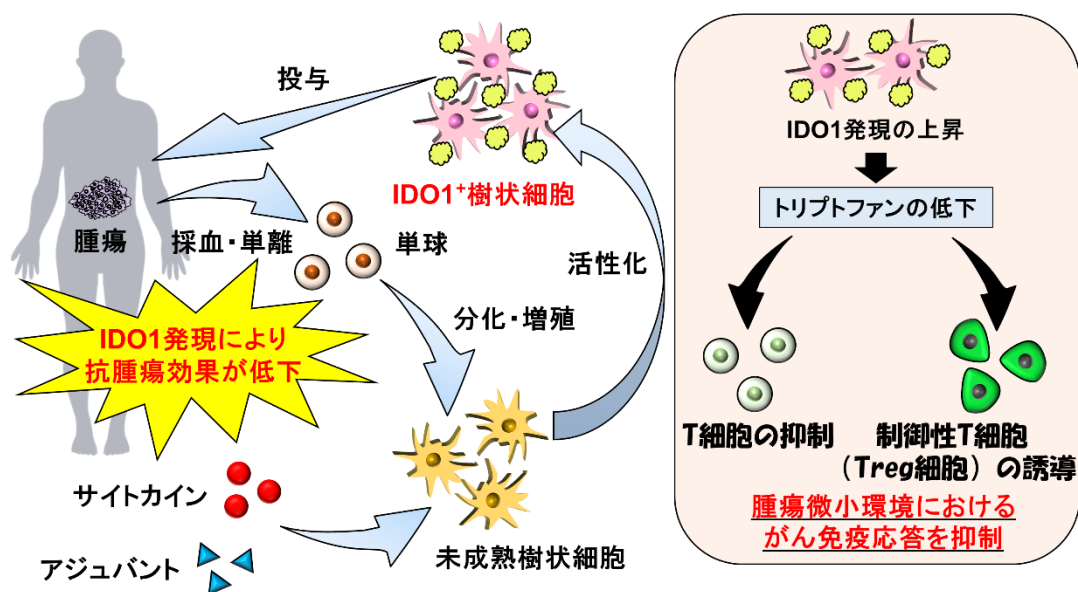 投与
IDO1⁺樹状細胞
腫瘍
採血・単離
単球
活性化
分化・増殖
IDO1発現により
抗腫瘍効果が低下
サイトカイン
アジュバント
未成熟樹状細胞
IDO1発現の上昇
トリプトファンの低下
T細胞の抑制
制御性T細胞
（Treg細胞）の誘導
腫瘍微小環境における
がん免疫応答を抑制